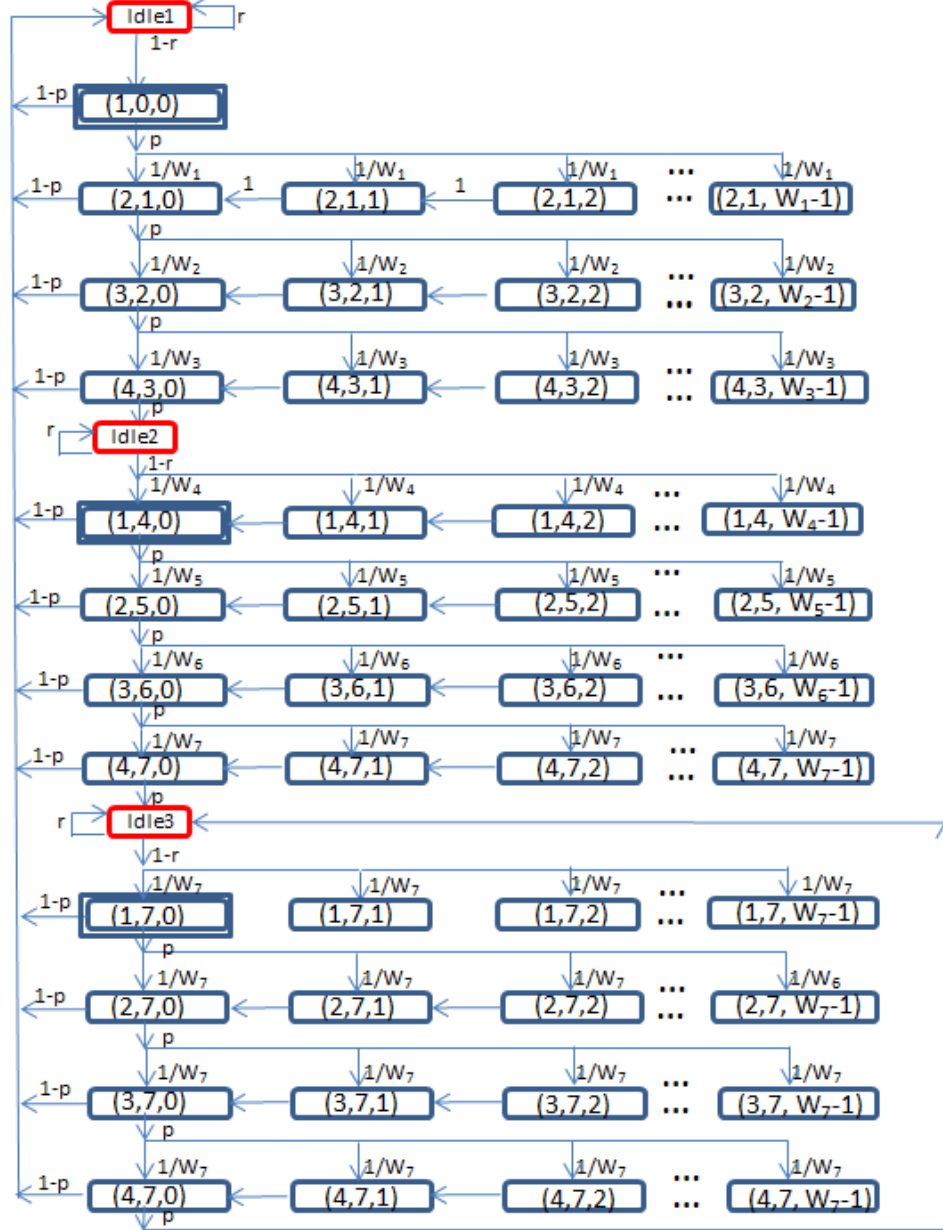 Idle1 r
1-r
1-p (1,0,0)
p
1/W₁ 1/W₁ 1/W₁ ... 1/W₁
1-p (2,1,0) 1 (2,1,1) 1 (2,1,2) ... (2,1, W₁-1)
p
1/W₂ 1/W₂ 1/W₂ ... 1/W₂
1-p (3,2,0) (3,2,1) (3,2,2) ... (3,2, W₂-1)
p
1/W₃ 1/W₃ 1/W₃ ... 1/W₃
1-p (4,3,0) (4,3,1) (4,3,2) ... (4,3, W₃-1)
p
r Idle2
1-r
1/W₄ 1/W₄ 1/W₄ ... 1/W₄
1-p (1,4,0) (1,4,1) (1,4,2) ... (1,4, W₄-1)
p
1/W₅ 1/W₅ 1/W₅ ... 1/W₅
1-p (2,5,0) (2,5,1) (2,5,2) ... (2,5, W₅-1)
p
1/W₆ 1/W₆ 1/W₆ ... 1/W₆
1-p (3,6,0) (3,6,1) (3,6,2) ... (3,6, W₆-1)
p
1/W₇ 1/W₇ 1/W₇ ... 1/W₇
1-p (4,7,0) (4,7,1) (4,7,2) ... (4,7, W₇-1)
p
r Idle3
1-r
1/W₇ 1/W₇ 1/W₇ ... 1/W₇
1-p (1,7,0) (1,7,1) (1,7,2) ... (1,7, W₇-1)
p
1/W₇ 1/W₇ 1/W₇ ... 1/W₆
1-p (2,7,0) (2,7,1) (2,7,2) ... (2,7, W₇-1)
p
1/W₇ 1/W₇ 1/W₇ ... 1/W₇
1-p (3,7,0) (3,7,1) (3,7,2) ... (3,7, W₇-1)
p
1/W₇ 1/W₇ 1/W₇ ... 1/W₇
1-p (4,7,0) (4,7,1) (4,7,2) ... (4,7, W₇-1)
p